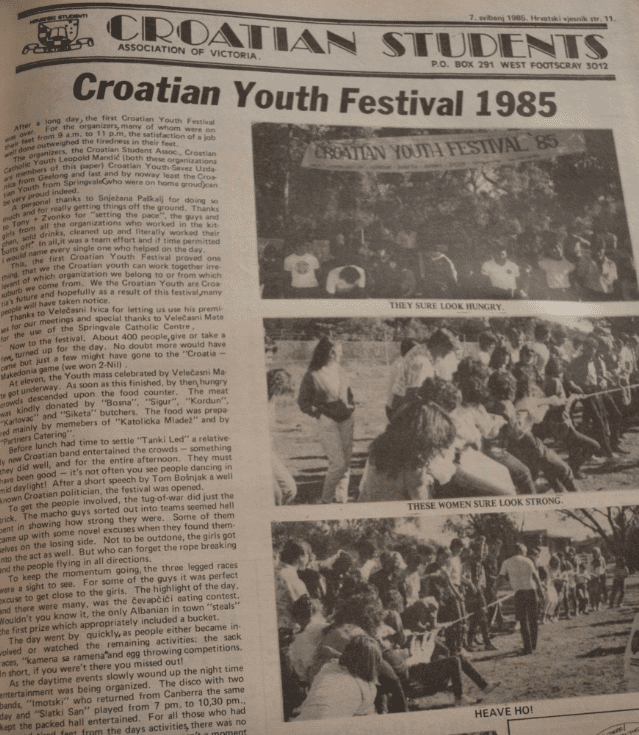 7. svibanj 1985. Hrvatski vjesnik str. 11.
CROATIAN STUDENTS
ASSOCIATION OF VICTORIA.
P.O. BOX 291 WEST FOOTSCRAY 3012
Croatian Youth Festival 1985
After a long day, the first Croatian Youth Festival
was over. For the organizers, many of whom were on
their feet from 9 a.m. to 11 p.m, the satisfaction of a job
well done outweighed the tiredness in their feet.
The organizers, the Croatian Student Assoc., Croatian
Catholic Youth Leopold Mandić (both these organizations
are members of this paper) Croatian Youth-Savez Uzda-
nica from Geelong and last and by noway least the Croa-
tian Youth from Springvale(who were on home groud)can
be very proud indeed.
A personal thanks to Snježana Paškalj for doing so
much and for really getting things off the ground. Thanks
to Tony + Zvonko for "setting the pace", the guys and
girls from all the organizations who worked in the kit-
chen, sold drinks, cleaned up and literally worked their
"butts off" In all,it was a team effort and if time permitted
I would name every single one who helped on the day.
This, the first Croatian Youth Festival proved one
thing, that we the Croatian youth can work together irre-
levent of which organization we belong to or from which
suburb we come from. We the Croatian Youth are Croa-
tia's future and hopefully as a result of this festival,many
people will have taken notice.
Thanks to Velečasni Ivica for letting us use his premi-
ses for our meetings and special thanks to Velečasni Mata
for the use of the Springvale Catholic Centre,
Now to the festival. About 400 people,give or take a
few, turned up for the day. No doubt more would have
came but just a few might have gone to the "Croatia —
Makedonia game (we won 2-Nil) .
At eleven, the Youth mass celebrated by Velečasni Ma-
got underway. As soon as this finished, by then,hungry
crowds descended upon the food counter. The meat
was kindly donated by "Bosna", "Sigur", "Kordun",
"Karlovac" and "Siketa" butchers. The food was prepa-
red mainly by memebers of "Katolicka Mladež" and by
"Partners Catering".
Before lunch had time to settle "Tanki Led" a relative-
ly new Croatian band entertained the crowds — something
they did well, and for the entire afternoon. They must
have been good — it's not often you see people dancing in
mid daylight! After a short speech by Tom Bošnjak a well
known Croatian politician, the festival was opened.
To get the people involved, the tug-of-war did just the
trick. The macho guys sorted out into teams seemed hell
bent in showing how strong they were. Some of them
came up with some novel excuses when they found them-
selves on the losing side. Not to be outdone, the girls got
into the act as well. But who can forget the rope breaking
and the people flying in all directions.
To keep the momentum going, the three legged races
were a sight to see. For some of the guys it was perfect
excuse to get close to the girls. The highlight of the day,
and there were many, was the čevapčići eating contest.
Wouldn't you know it, the only Albanian in town "steals"
the first prize which appropriately included a bucket.
The day went by quickly, as people either became in-
volved or watched the remaining activities: the sack
races, "kamena sa ramena" and egg throwing competitions.
In short, if you weren't there you missed out!
As the daytime events slowly wound up the night time
entertainment was being organized. The disco with two
bands, "Imotski" who returned from Canberra the same
day and "Slatki San" played from 7 pm. to 10,30 pm.,
kept the packed hall entertained. For all those who had
tired feet from the days activities, there was no
a moment
CROATIAN YOUTH FESTIVAL '85
THEY SURE LOOK HUNGRY.
THESE WOMEN SURE LOOK STRONG.
HEAVE HO!